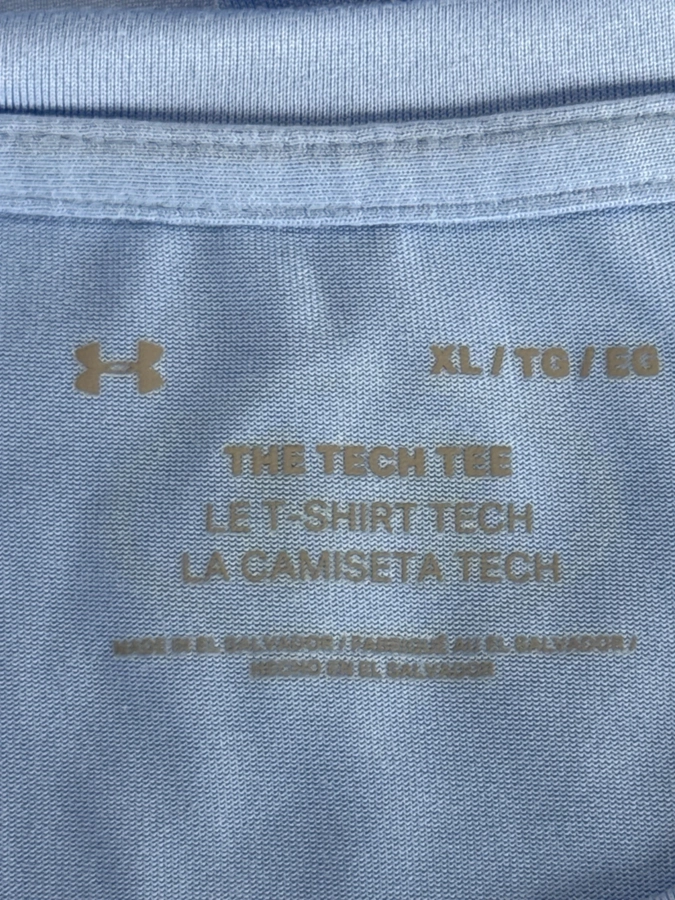 XL / TG / EG
THE TECH TEE
LE T-SHIRT TECH
LA CAMISETA TECH
MADE IN EL SALVADOR / FABRIQUÉ AU EL SALVADOR /
HECHO EN EL SALVADOR